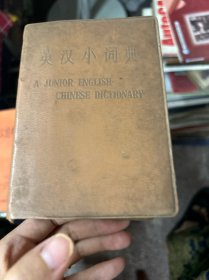 英汉小词典
A JUNIOR ENGLISH-
CHINESE DICTIONARY